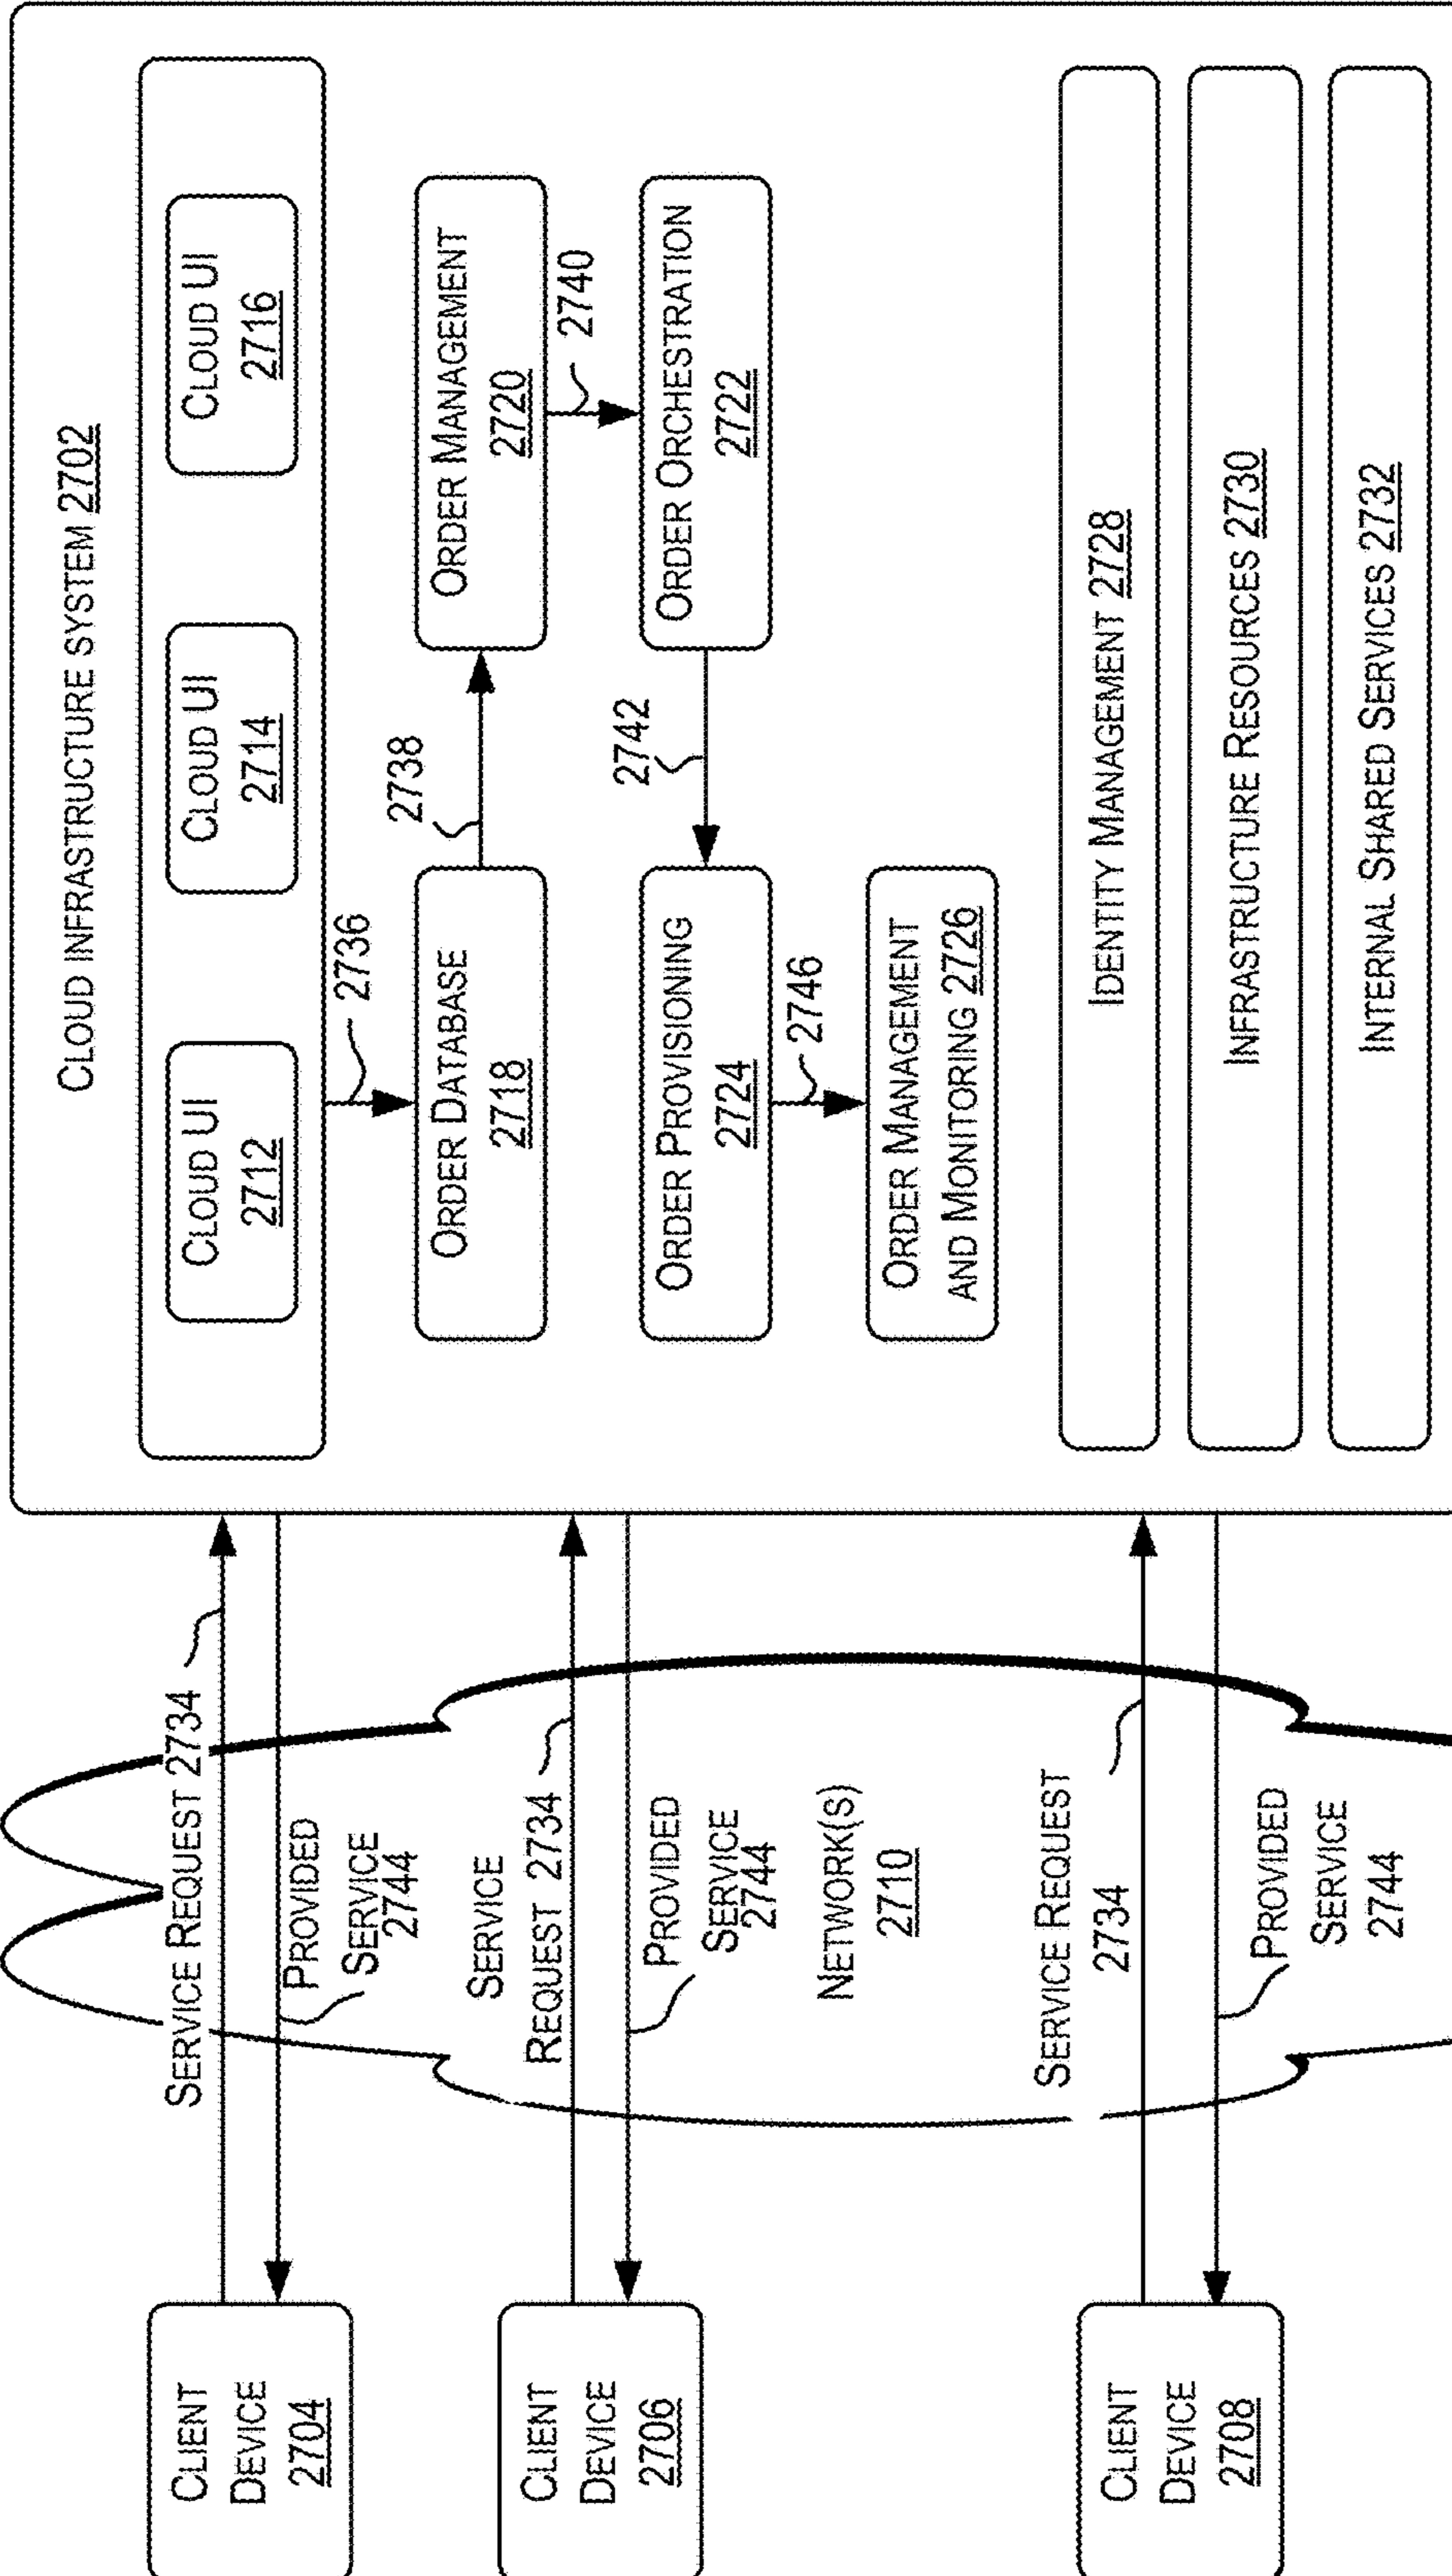 CLIENT
DEVICE
2704
CLIENT
DEVICE
2706
CLIENT
DEVICE
2708
SERVICE REQUEST 2734
PROVIDED
SERVICE
2744
SERVICE
REQUEST 2734
PROVIDED
SERVICE
2744
NETWORK(S)
2710
SERVICE REQUEST
2734
PROVIDED
SERVICE
2744
CLOUD INFRASTRUCTURE SYSTEM 2702
CLOUD UI
2712
CLOUD UI
2714
CLOUD UI
2716
2736
ORDER DATABASE
2718
2738
ORDER MANAGEMENT
2720
2740
ORDER PROVISIONING
2724
2742
ORDER ORCHESTRATION
2722
2746
ORDER MANAGEMENT
AND MONITORING 2726
IDENTITY MANAGEMENT 2728
INFRASTRUCTURE RESOURCES 2730
INTERNAL SHARED SERVICES 2732